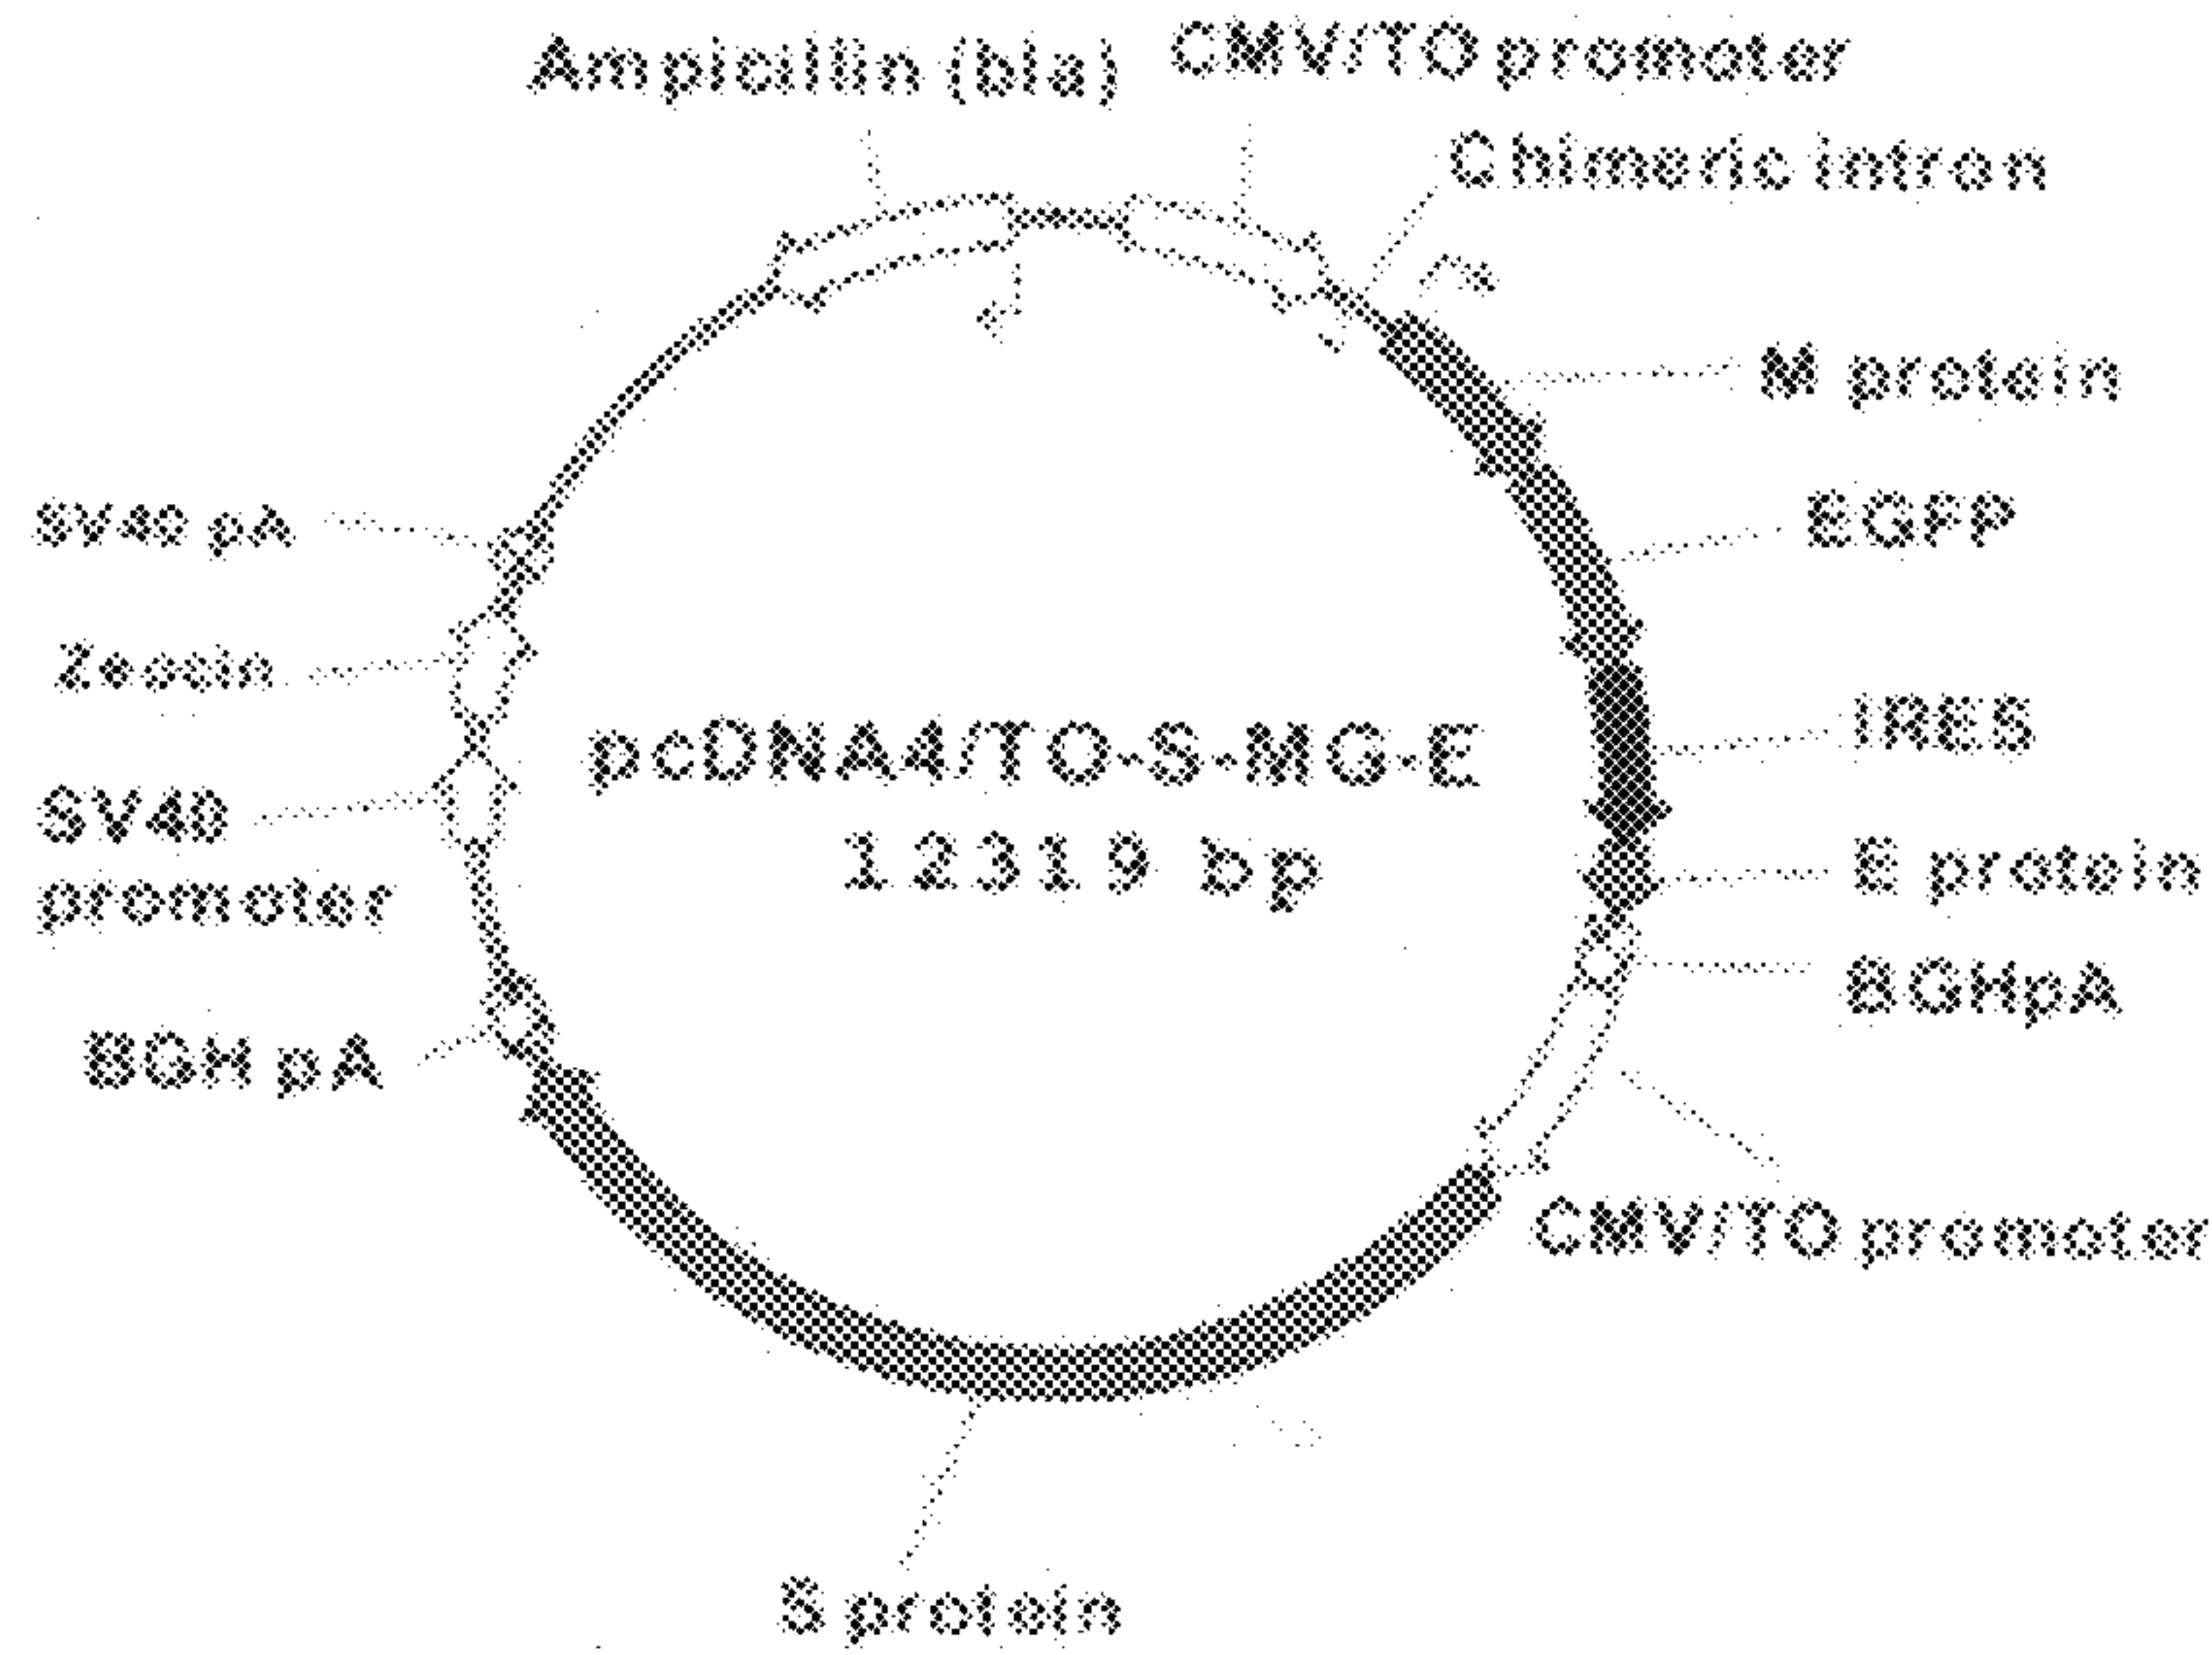 Ampicillin (bla)
CMV/TO promoter
Chimeric intron
M protein
EGFP
SV40 pA
Zeocin
IRES
pcDNA4/TO-S-MG-E
12319 bp
SV40
promoter
E protein
BGHpA
BGH pA
CMV/TO promoter
S protein